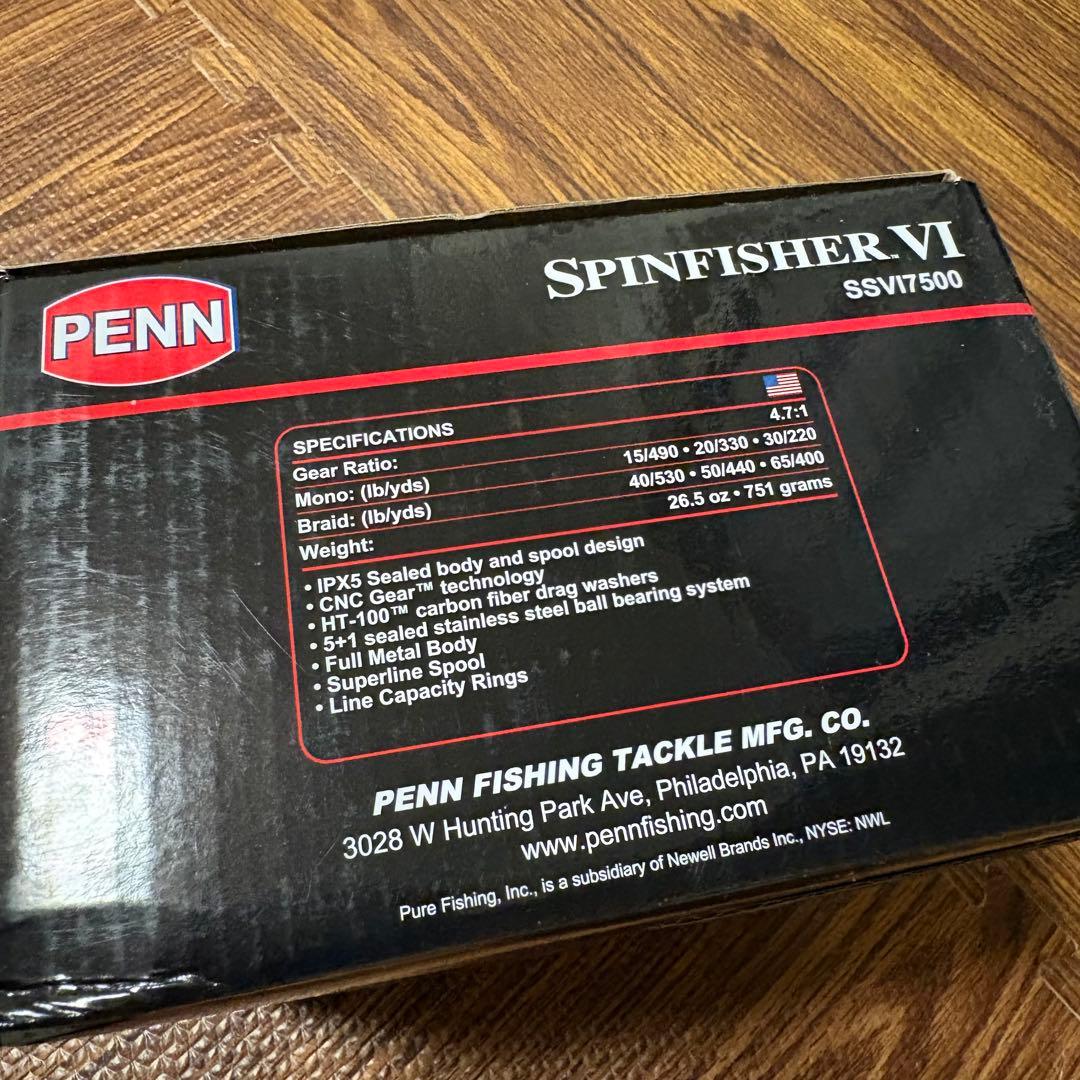 PENN
SPINFISHER™ VI
SSVI7500
SPECIFICATIONS
Gear Ratio: 4.7:1
Mono: (lb/yds) 15/490 • 20/330 • 30/220
Braid: (lb/yds) 40/530 • 50/440 • 65/400
Weight: 26.5 oz • 751 grams
• IPX5 Sealed body and spool design
• CNC Gear™ technology
• HT-100™ carbon fiber drag washers
• 5+1 sealed stainless steel ball bearing system
• Full Metal Body
• Superline Spool
• Line Capacity Rings
PENN FISHING TACKLE MFG. CO.
3028 W Hunting Park Ave, Philadelphia, PA 19132
www.pennfishing.com
Pure Fishing, Inc., is a subsidiary of Newell Brands Inc., NYSE: NWL